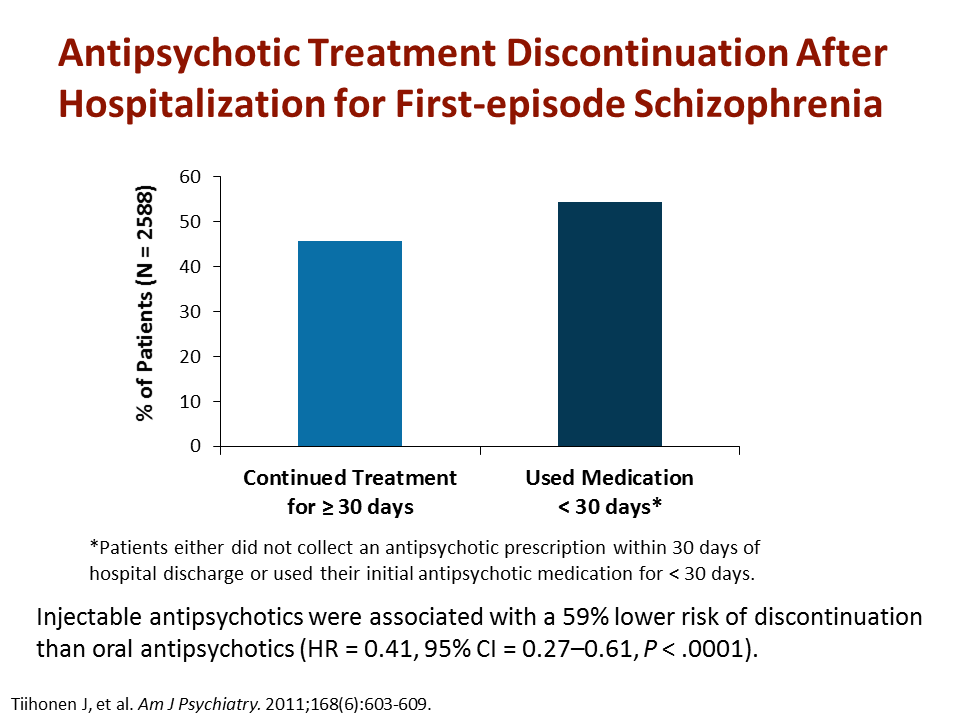 Antipsychotic Treatment Discontinuation After
Hospitalization for First-episode Schizophrenia
% of Patients (N = 2588)
60
50
40
30
20
10
0
Continued Treatment
for ≥ 30 days
Used Medication
< 30 days*
*Patients either did not collect an antipsychotic prescription within 30 days of
hospital discharge or used their initial antipsychotic medication for < 30 days.
Injectable antipsychotics were associated with a 59% lower risk of discontinuation
than oral antipsychotics (HR = 0.41, 95% CI = 0.27–0.61, P < .0001).
Tiihonen J, et al. Am J Psychiatry. 2011;168(6):603-609.